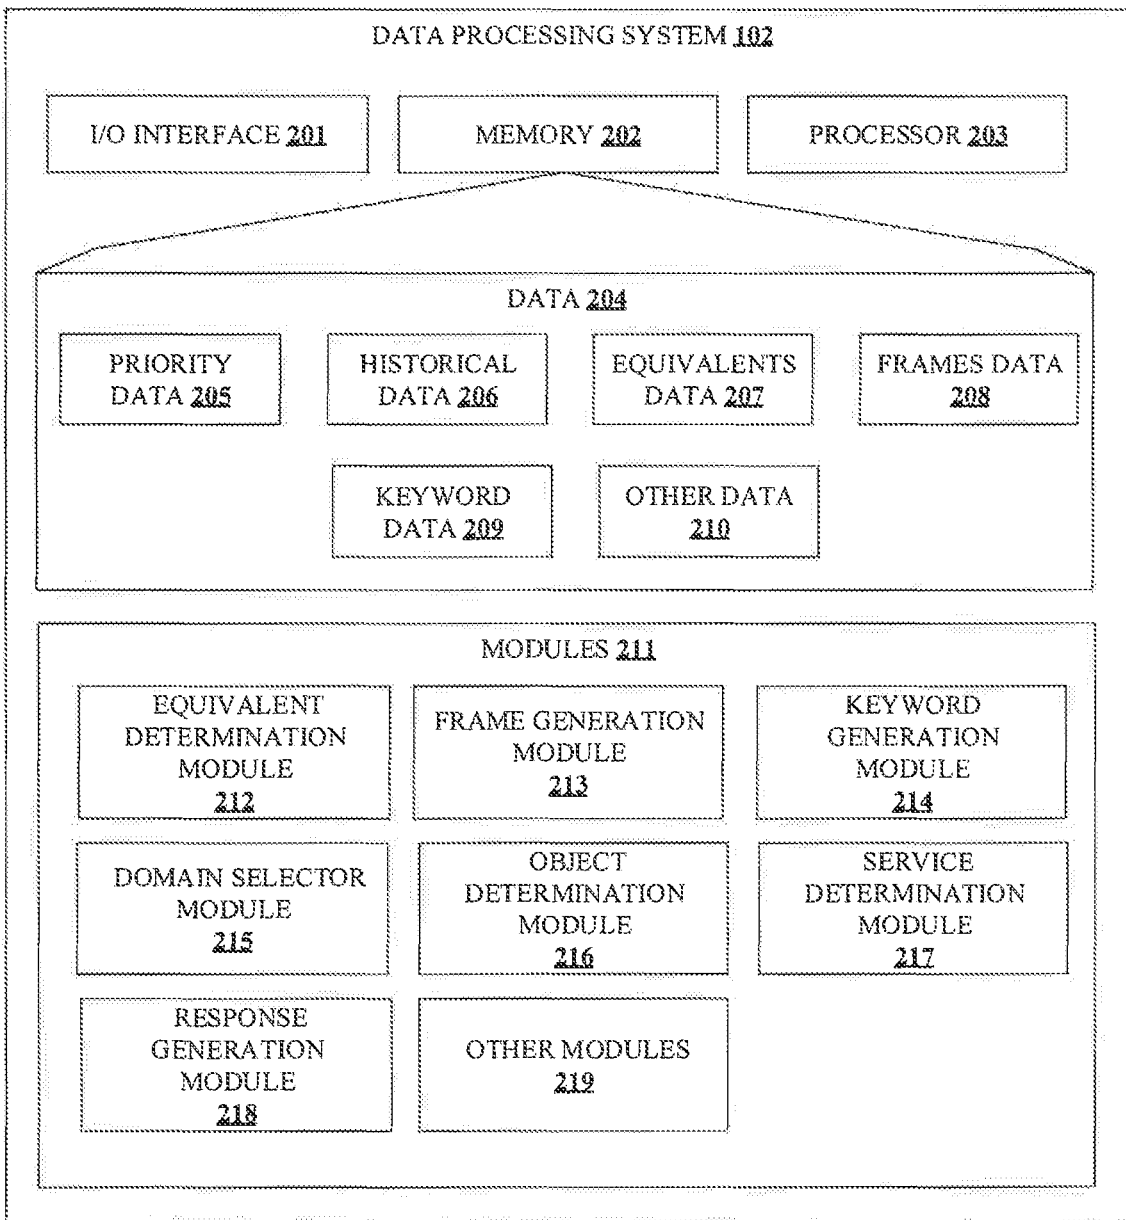 DATA PROCESSING SYSTEM 102
I/O INTERFACE 201
MEMORY 202
PROCESSOR 203
DATA 204
PRIORITY
DATA 205
HISTORICAL
DATA 206
EQUIVALENTS
DATA 207
FRAMES DATA
208
KEYWORD
DATA 209
OTHER DATA
210
MODULES 211
EQUIVALENT
DETERMINATION
MODULE
212
FRAME GENERATION
MODULE
213
KEYWORD
GENERATION
MODULE
214
DOMAIN SELECTOR
MODULE
215
OBJECT
DETERMINATION
MODULE
216
SERVICE
DETERMINATION
MODULE
217
RESPONSE
GENERATION
MODULE
218
OTHER MODULES
219